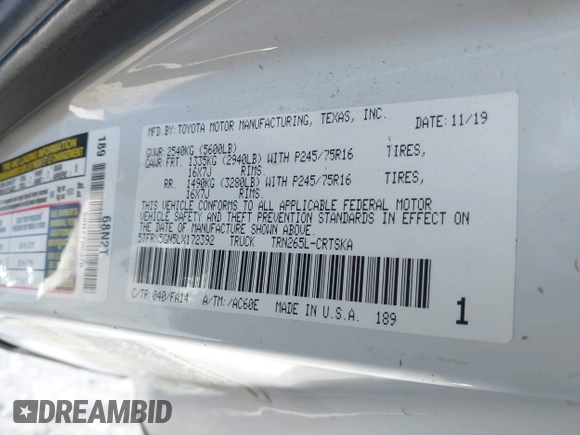 MFD.BY:TOYOTA MOTOR MANUFACTURING, TEXAS, INC. DATE:11/19
GVWR:2540KG (5600LB)
GAWR:FRT. 1335KG (2940LB) WITH P245/75R16 TIRES,
16X7J RIMS.
RR. 1490KG (3280LB) WITH P245/75R16 TIRES,
16X7J RIMS.
THIS VEHICLE CONFORMS TO ALL APPLICABLE FEDERAL MOTOR
VEHICLE SAFETY AND THEFT PREVENTION STANDARDS IN EFFECT ON
THE DATE OF MANUFACTURE SHOWN ABOVE.
5TFRX5GN5LX172392 TRUCK TRN265L-CRTSKA
C/TR:040/FA14 A/TM:/AC60E MADE IN U.S.A. 189 1
189
68N2T
DREAMBID